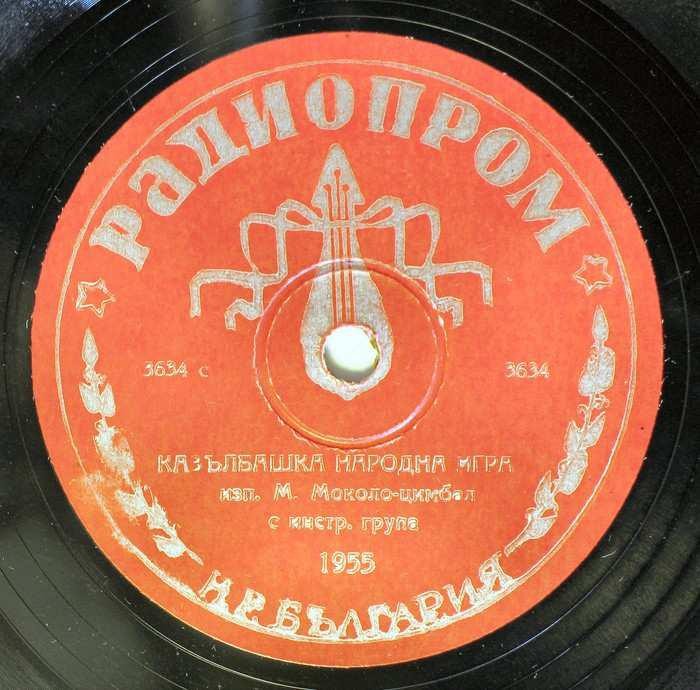 РАДИОПРОМ
3634 с 3634
КАЗЪЛБАШКА НАРОДНА ИГРА
изп. М. Моколо-цимбал
с инстр. група
1955
Н.Р.БЪЛГАРИЯ